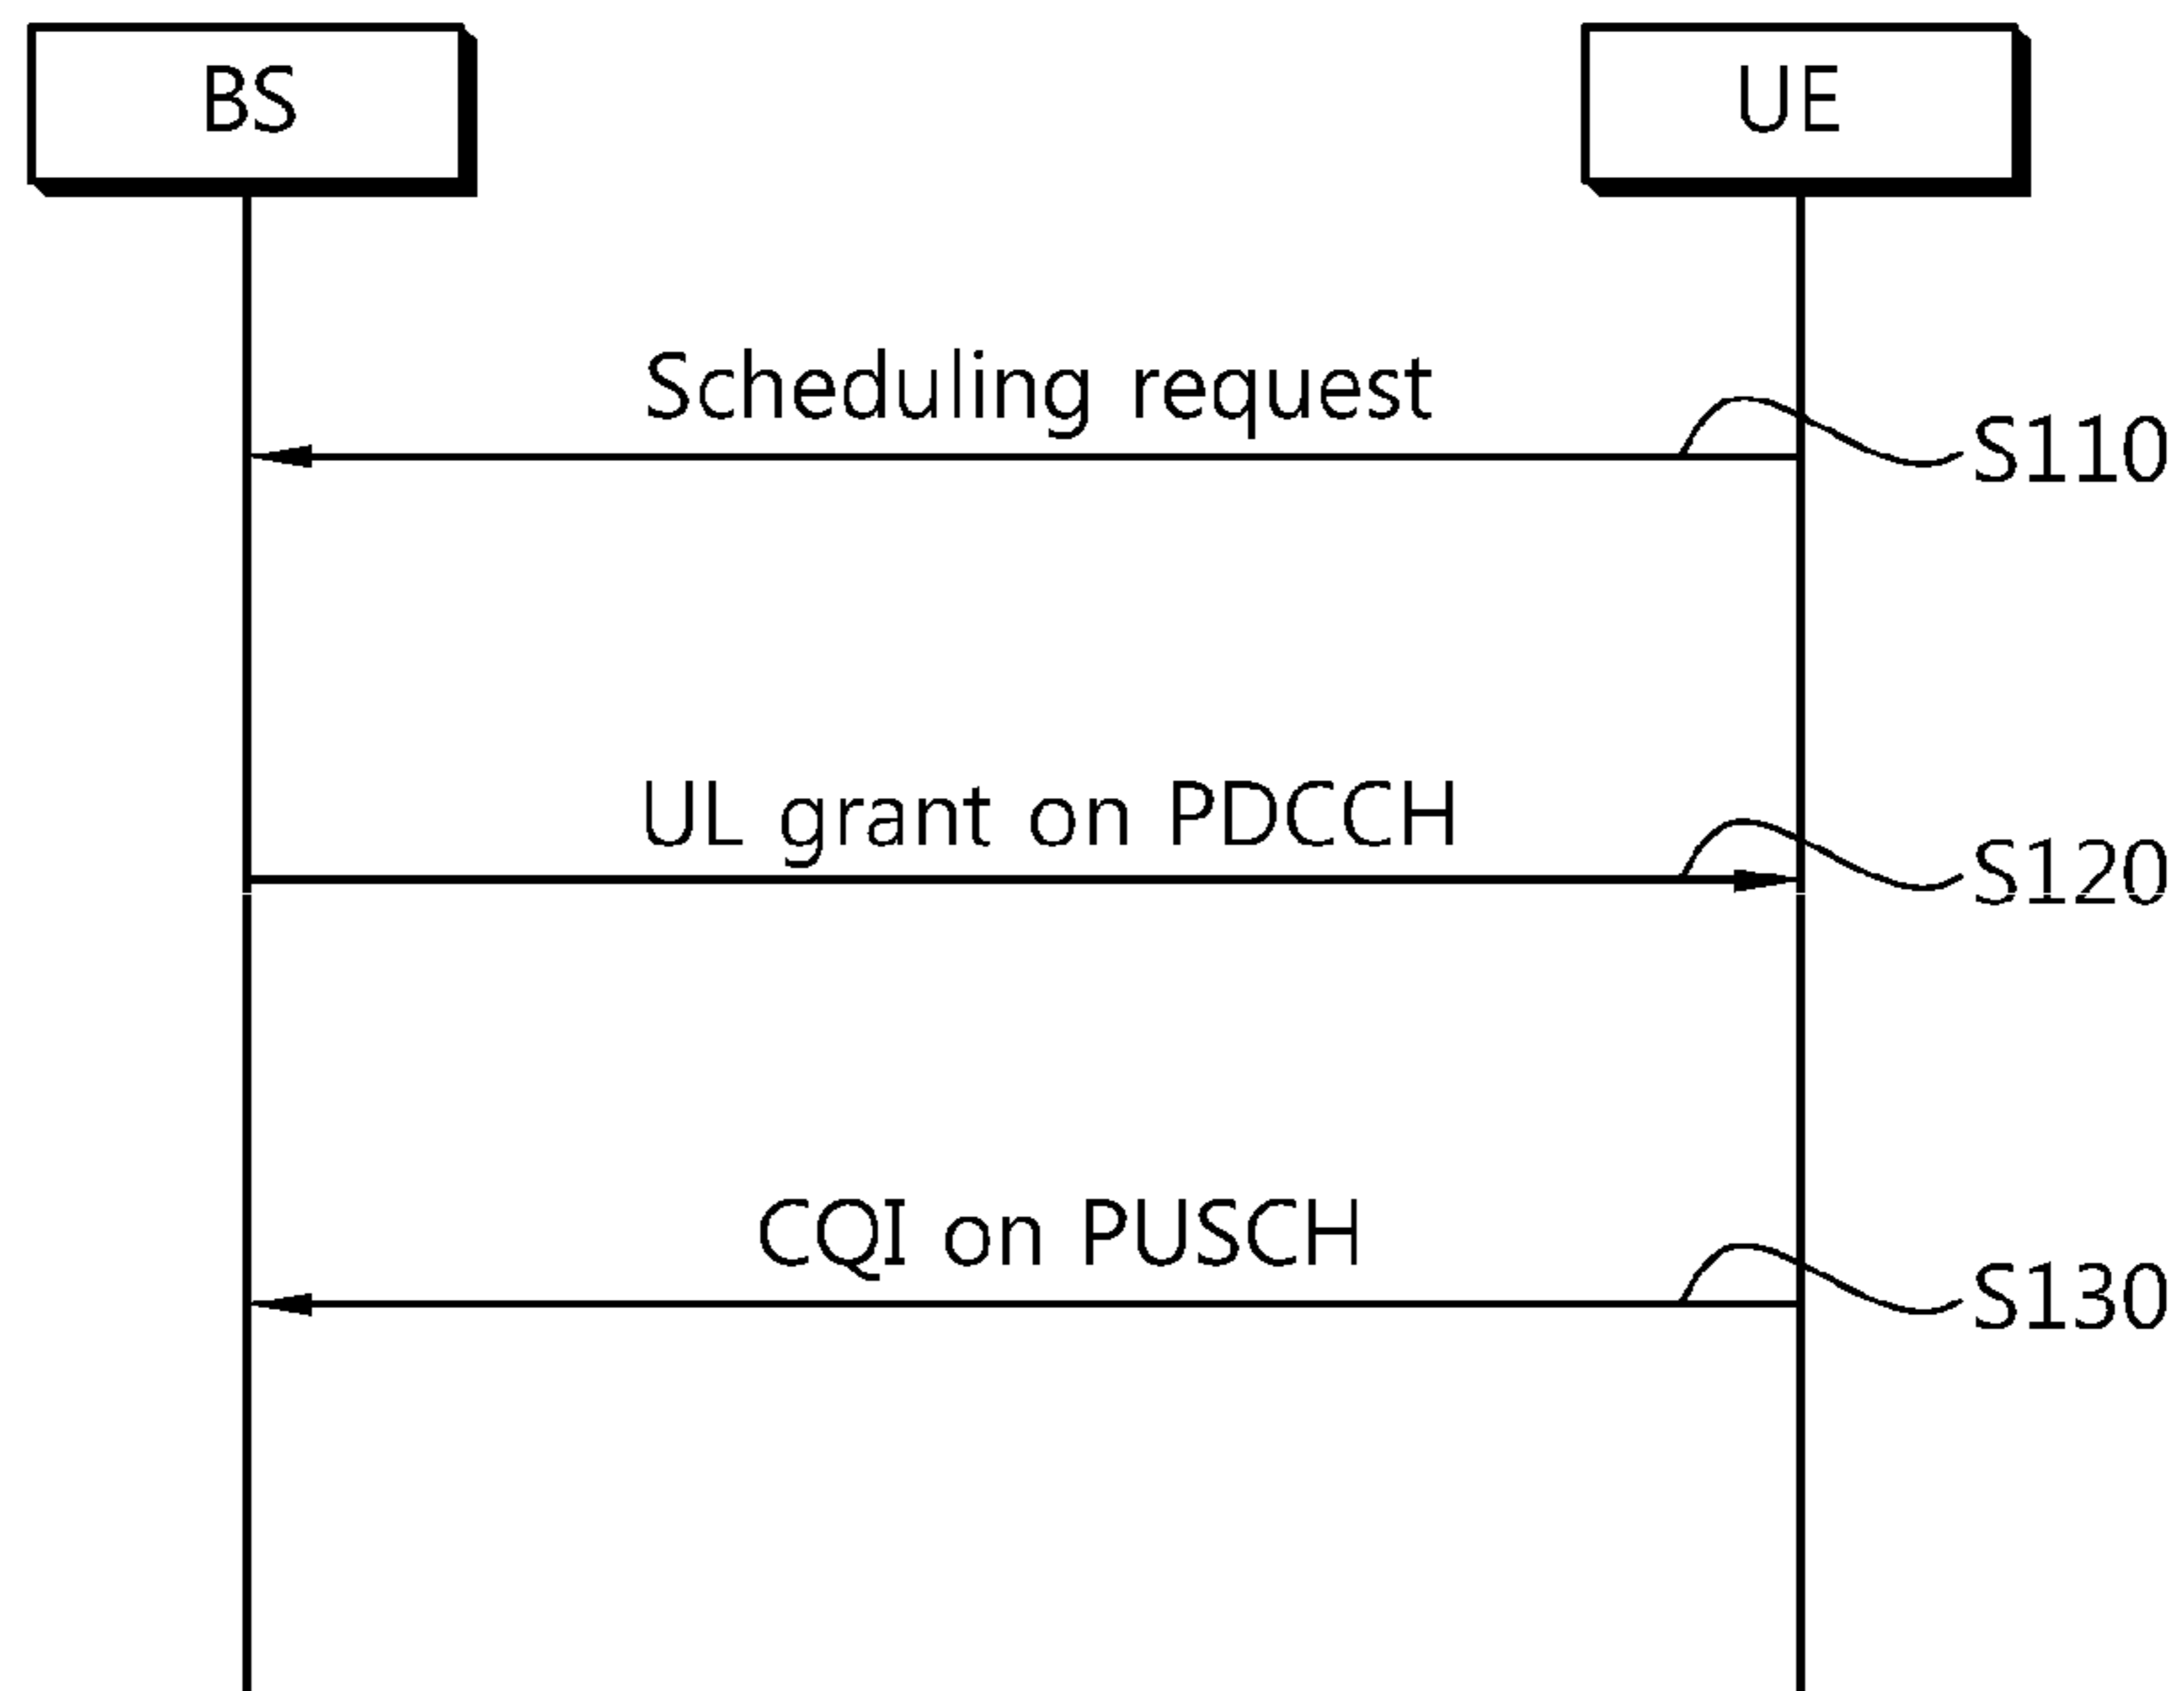 BS
UE
Scheduling request
S110
UL grant on PDCCH
S120
CQI on PUSCH
S130